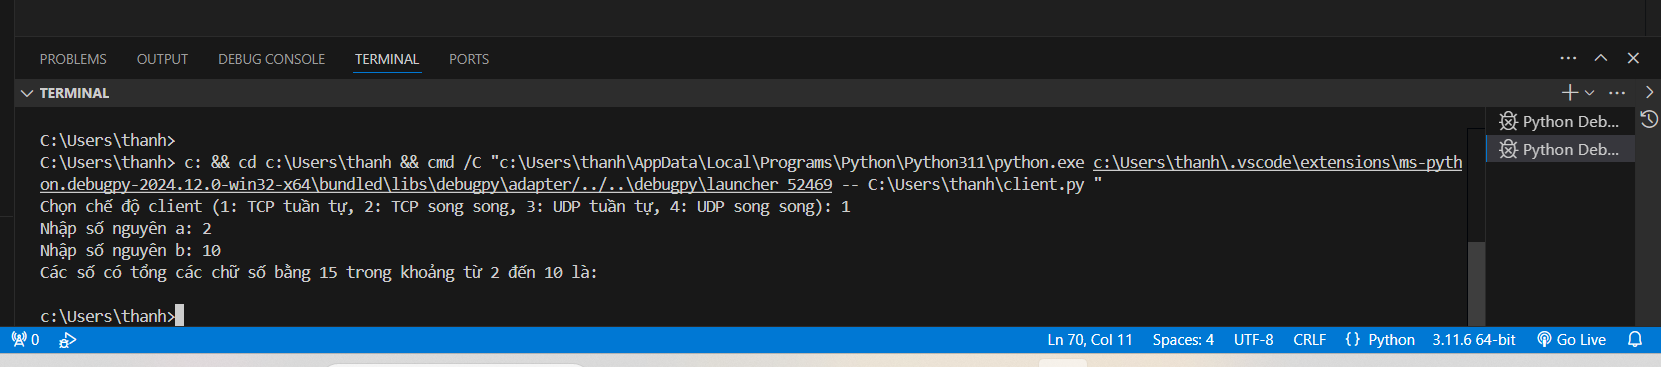 PROBLEMS OUTPUT DEBUG CONSOLE TERMINAL PORTS
TERMINAL
C:\Users\thanh>
C:\Users\thanh> c: && cd c:\Users\thanh && cmd /C "c:\Users\thanh\AppData\Local\Programs\Python\Python311\python.exe c:\Users\thanh\.vscode\extensions\ms-pyth
on.debugpy-2024.12.0-win32-x64\bundled\libs\debugpy\adapter/../..\debugpy\launcher 52469 -- C:\Users\thanh\client.py "
Chọn chế độ client (1: TCP tuần tự, 2: TCP song song, 3: UDP tuần tự, 4: UDP song song): 1
Nhập số nguyên a: 2
Nhập số nguyên b: 10
Các số có tổng các chữ số bằng 15 trong khoảng từ 2 đến 10 là:
c:\Users\thanh>
Python Deb...
Python Deb...
0 Ln 70, Col 11 Spaces: 4 UTF-8 CRLF {} Python 3.11.6 64-bit Go Live